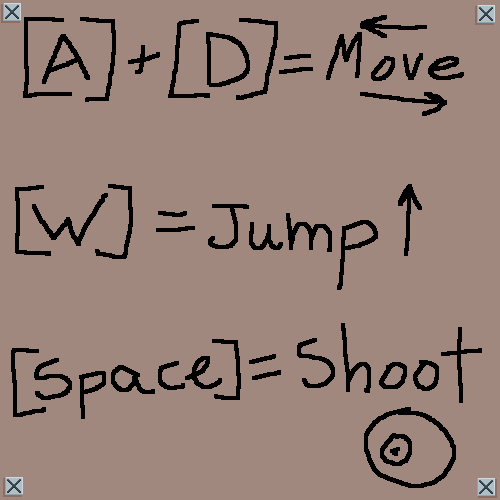 [A] + [D] = Move
[W] = Jump ↑
[Space] = Shoot